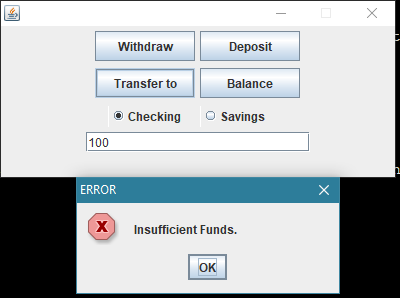 Withdraw Deposit
Transfer to Balance
Checking Savings
100
ERROR
Insufficient Funds.
OK